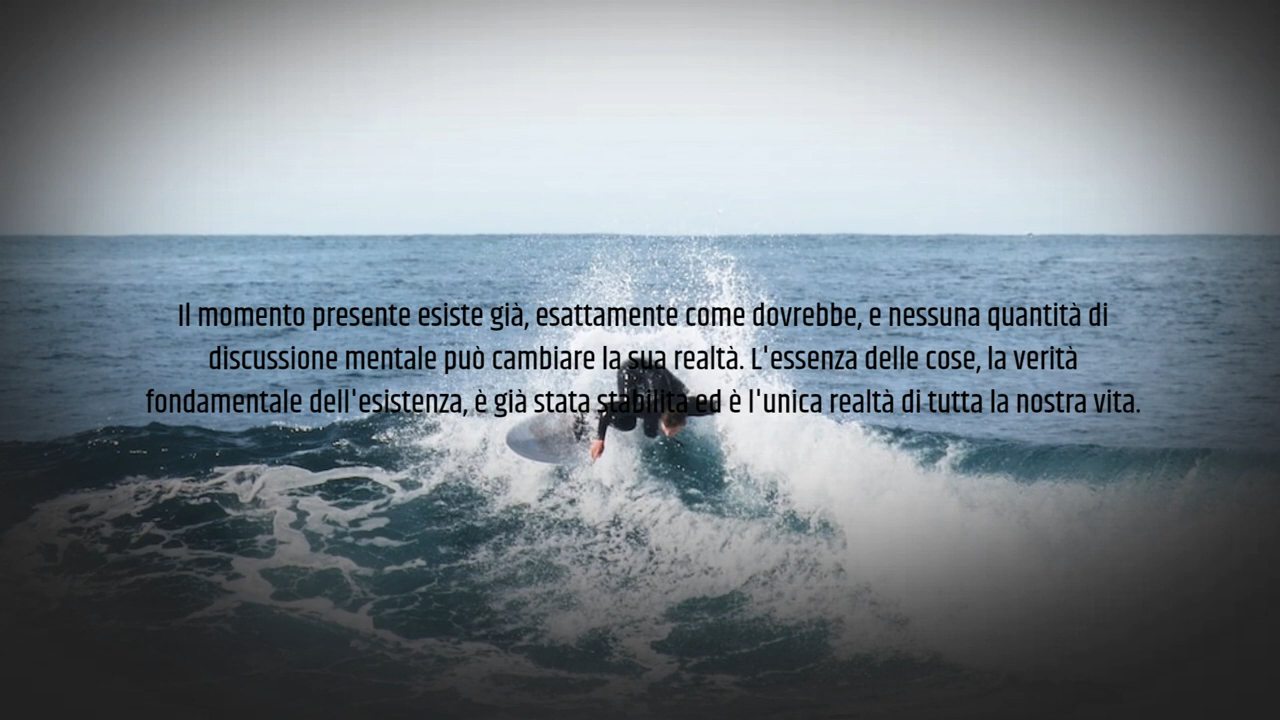 Il momento presente esiste già, esattamente come dovrebbe, e nessuna quantità di
discussione mentale può cambiare la sua realtà. L'essenza delle cose, la verità
fondamentale dell'esistenza, è già stata stabilita ed è l'unica realtà di tutta la nostra vita.